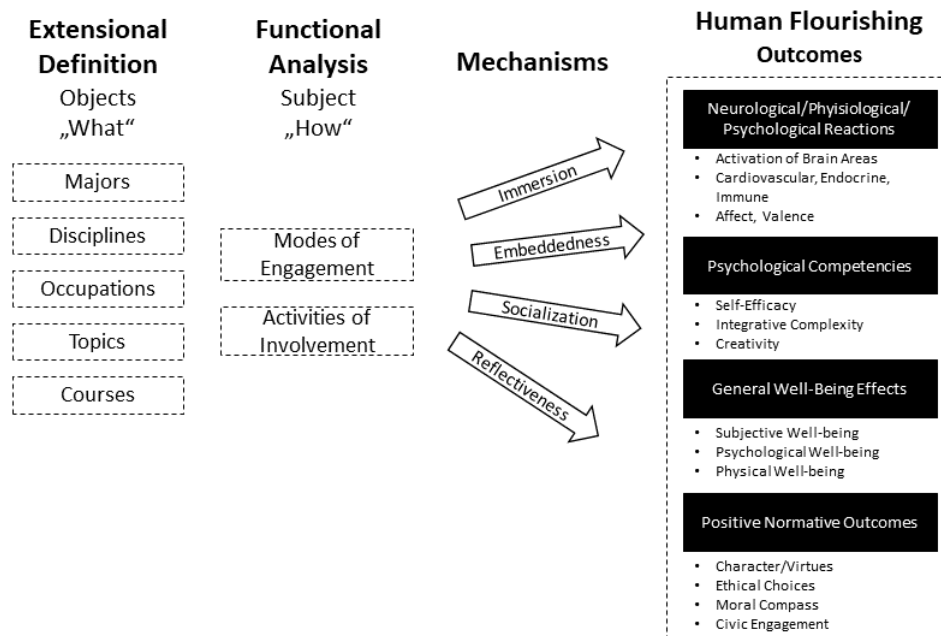 Extensional
Definition
Objects
„What“
Majors
Disciplines
Occupations
Topics
Courses
Functional
Analysis
Subject
„How“
Modes of
Engagement
Activities of
Involvement
Mechanisms
Immersion
Embeddedness
Socialization
Reflectiveness
Human Flourishing
Outcomes
Neurological/Phyisiological/
Psychological Reactions
• Activation of Brain Areas
• Cardiovascular, Endocrine,
Immune
• Affect, Valence
Psychological Competencies
• Self-Efficacy
• Integrative Complexity
• Creativity
General Well-Being Effects
• Subjective Well-being
• Psychological Well-being
• Physical Well-being
Positive Normative Outcomes
• Character/Virtues
• Ethical Choices
• Moral Compass
• Civic Engagement